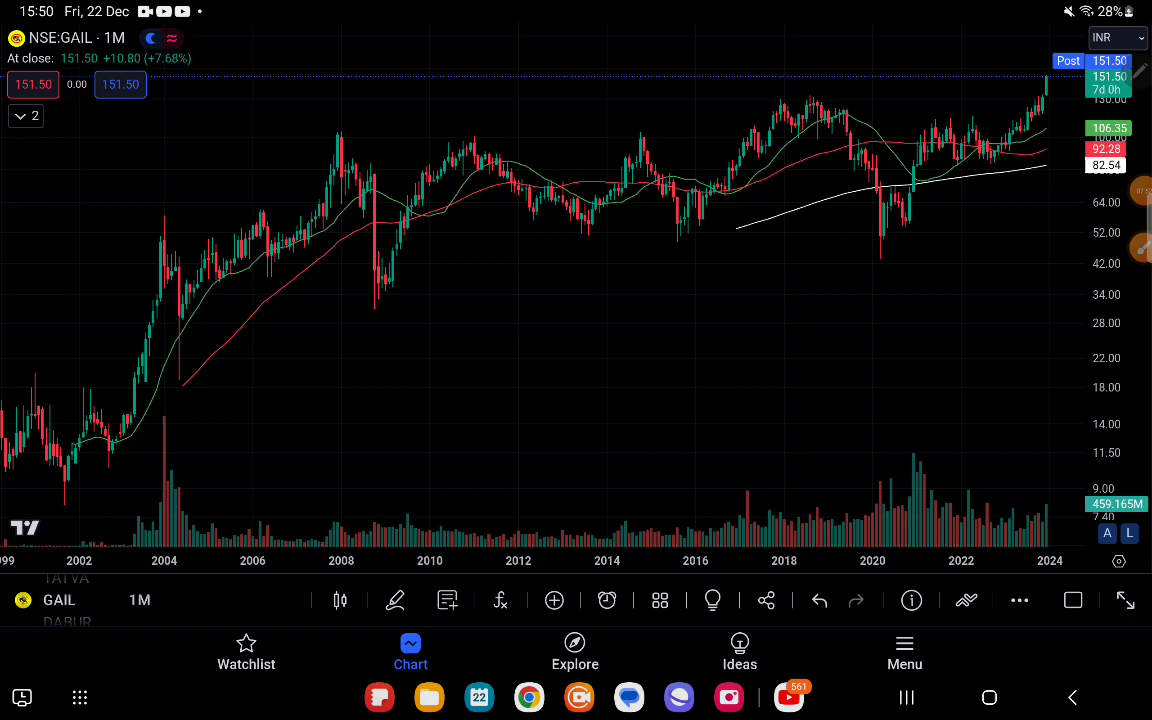 15:50 Fri, 22 Dec
28%
NSE:GAIL · 1M
INR
At close: 151.50 +10.80 (+7.68%)
Post 151.50
151.50 0.00 151.50
151.50
7d 0h
130.00
2
106.35
92.28
82.54
64.00
52.00
42.00
34.00
28.00
22.00
18.00
14.00
11.50
9.00
459.165M
7.40
A L
2002 2004 2006 2008 2010 2012 2014 2016 2018 2020 2022 2024
TATVA
GAIL 1M
DABUR
Watchlist Chart Explore Ideas Menu
22
561